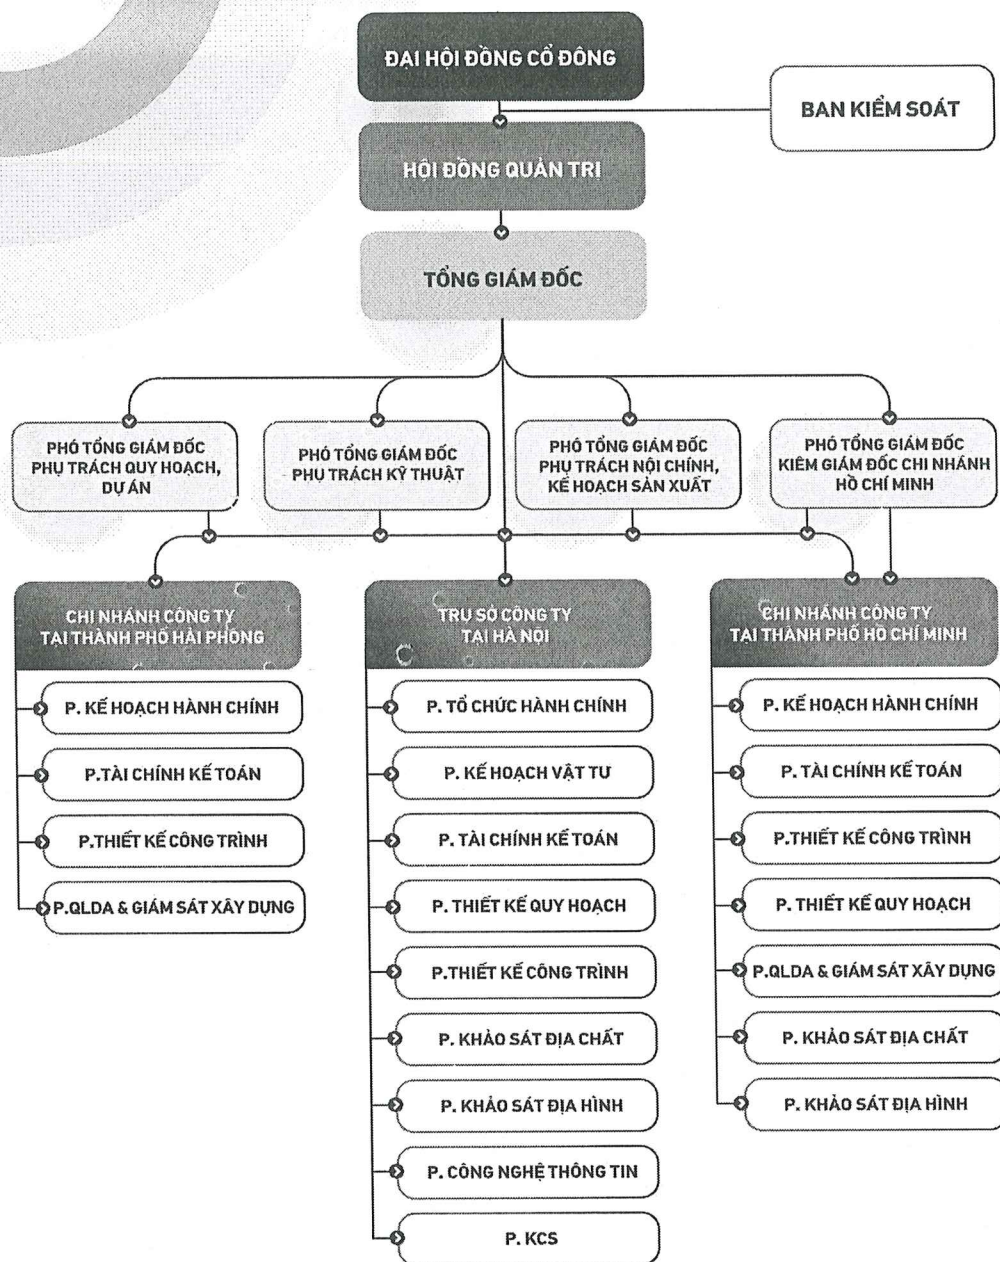 ĐẠI HỘI ĐỒNG CỔ ĐÔNG
BAN KIỂM SOÁT
HỘI ĐỒNG QUẢN TRỊ
TỔNG GIÁM ĐỐC
PHÓ TỔNG GIÁM ĐỐC
PHỤ TRÁCH QUY HOẠCH,
DỰ ÁN
PHÓ TỔNG GIÁM ĐỐC
PHỤ TRÁCH KỸ THUẬT
PHÓ TỔNG GIÁM ĐỐC
PHỤ TRÁCH NỘI CHÍNH,
KẾ HOẠCH SẢN XUẤT
PHÓ TỔNG GIÁM ĐỐC
KIÊM GIÁM ĐỐC CHI NHÁNH
HỒ CHÍ MINH
CHI NHÁNH CÔNG TY
TẠI THÀNH PHỐ HẢI PHÒNG
P. KẾ HOẠCH HÀNH CHÍNH
P.TÀI CHÍNH KẾ TOÁN
P.THIẾT KẾ CÔNG TRÌNH
P.QLDA & GIÁM SÁT XÂY DỰNG
TRỤ SỞ CÔNG TY
TẠI HÀ NỘI
P. TỔ CHỨC HÀNH CHÍNH
P. KẾ HOẠCH VẬT TƯ
P. TÀI CHÍNH KẾ TOÁN
P. THIẾT KẾ QUY HOẠCH
P.THIẾT KẾ CÔNG TRÌNH
P. KHẢO SÁT ĐỊA CHẤT
P. KHẢO SÁT ĐỊA HÌNH
P. CÔNG NGHỆ THÔNG TIN
P. KCS
CHI NHÁNH CÔNG TY
TẠI THÀNH PHỐ HỒ CHÍ MINH
P. KẾ HOẠCH HÀNH CHÍNH
P. TÀI CHÍNH KẾ TOÁN
P.THIẾT KẾ CÔNG TRÌNH
P. THIẾT KẾ QUY HOẠCH
P.QLDA & GIÁM SÁT XÂY DỰNG
P. KHẢO SÁT ĐỊA CHẤT
P. KHẢO SÁT ĐỊA HÌNH